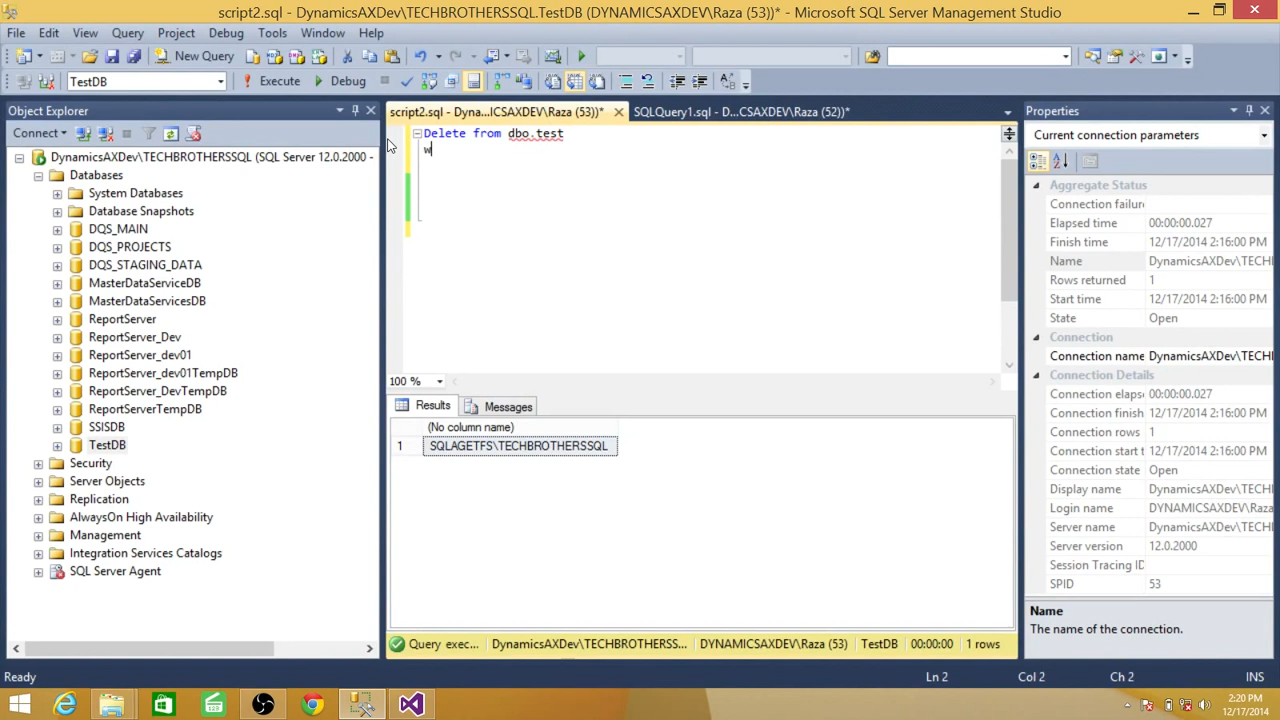 script2.sql - DynamicsAXDev\TECHBROTHERSSQL.TestDB (DYNAMICSAXDEV\Raza (53))* - Microsoft SQL Server Management Studio
File Edit View Query Project Debug Tools Window Help
New Query
TestDB Execute Debug
Object Explorer
Connect
DynamicsAXDev\TECHBROTHERSSQL (SQL Server 12.0.2000 -
Databases
System Databases
Database Snapshots
DQS_MAIN
DQS_PROJECTS
DQS_STAGING_DATA
MasterDataServiceDB
MasterDataServicesDB
ReportServer
ReportServer_Dev
ReportServer_dev01
ReportServer_dev01TempDB
ReportServer_DevTempDB
ReportServerTempDB
SSISDB
TestDB
Security
Server Objects
Replication
AlwaysOn High Availability
Management
Integration Services Catalogs
SQL Server Agent
script2.sql - Dyna...ICSAXDEV\Raza (53))* SQLQuery1.sql - D...CSAXDEV\Raza (52))*
Delete from dbo.test
w
100 %
Results Messages
(No column name)
1 SQLAGETFS\TECHBROTHERSSQL
Query exec... DynamicsAXDev\TECHBROTHERSS... DYNAMICSAXDEV\Raza (53) TestDB 00:00:00 1 rows
Properties
Current connection parameters
Aggregate Status
Connection failure
Elapsed time 00:00:00.027
Finish time 12/17/2014 2:16:00 PM
Name DynamicsAXDev\TECHB
Rows returned 1
Start time 12/17/2014 2:16:00 PM
State Open
Connection
Connection name DynamicsAXDev\TECHB
Connection Details
Connection elaps 00:00:00.027
Connection finish 12/17/2014 2:16:00 PM
Connection rows 1
Connection start t 12/17/2014 2:16:00 PM
Connection state Open
Display name DynamicsAXDev\TECHB
Login name DYNAMICSAXDEV\Raza
Server name DynamicsAXDev\TECHB
Server version 12.0.2000
Session Tracing ID
SPID 53
Name
The name of the connection.
Ready Ln 2 Col 2 Ch 2 INS
2:20 PM
12/17/2014